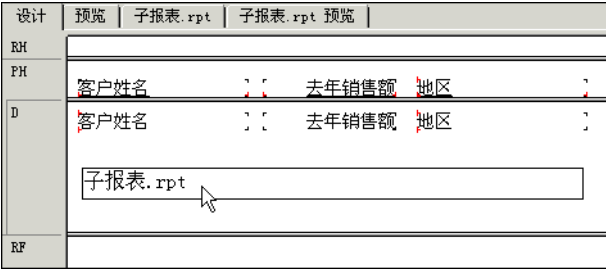 设计 预览 子报表.rpt 子报表.rpt 预览
RH
PH 客户姓名 去年销售额 地区
D 客户姓名 去年销售额 地区
子报表.rpt
RF